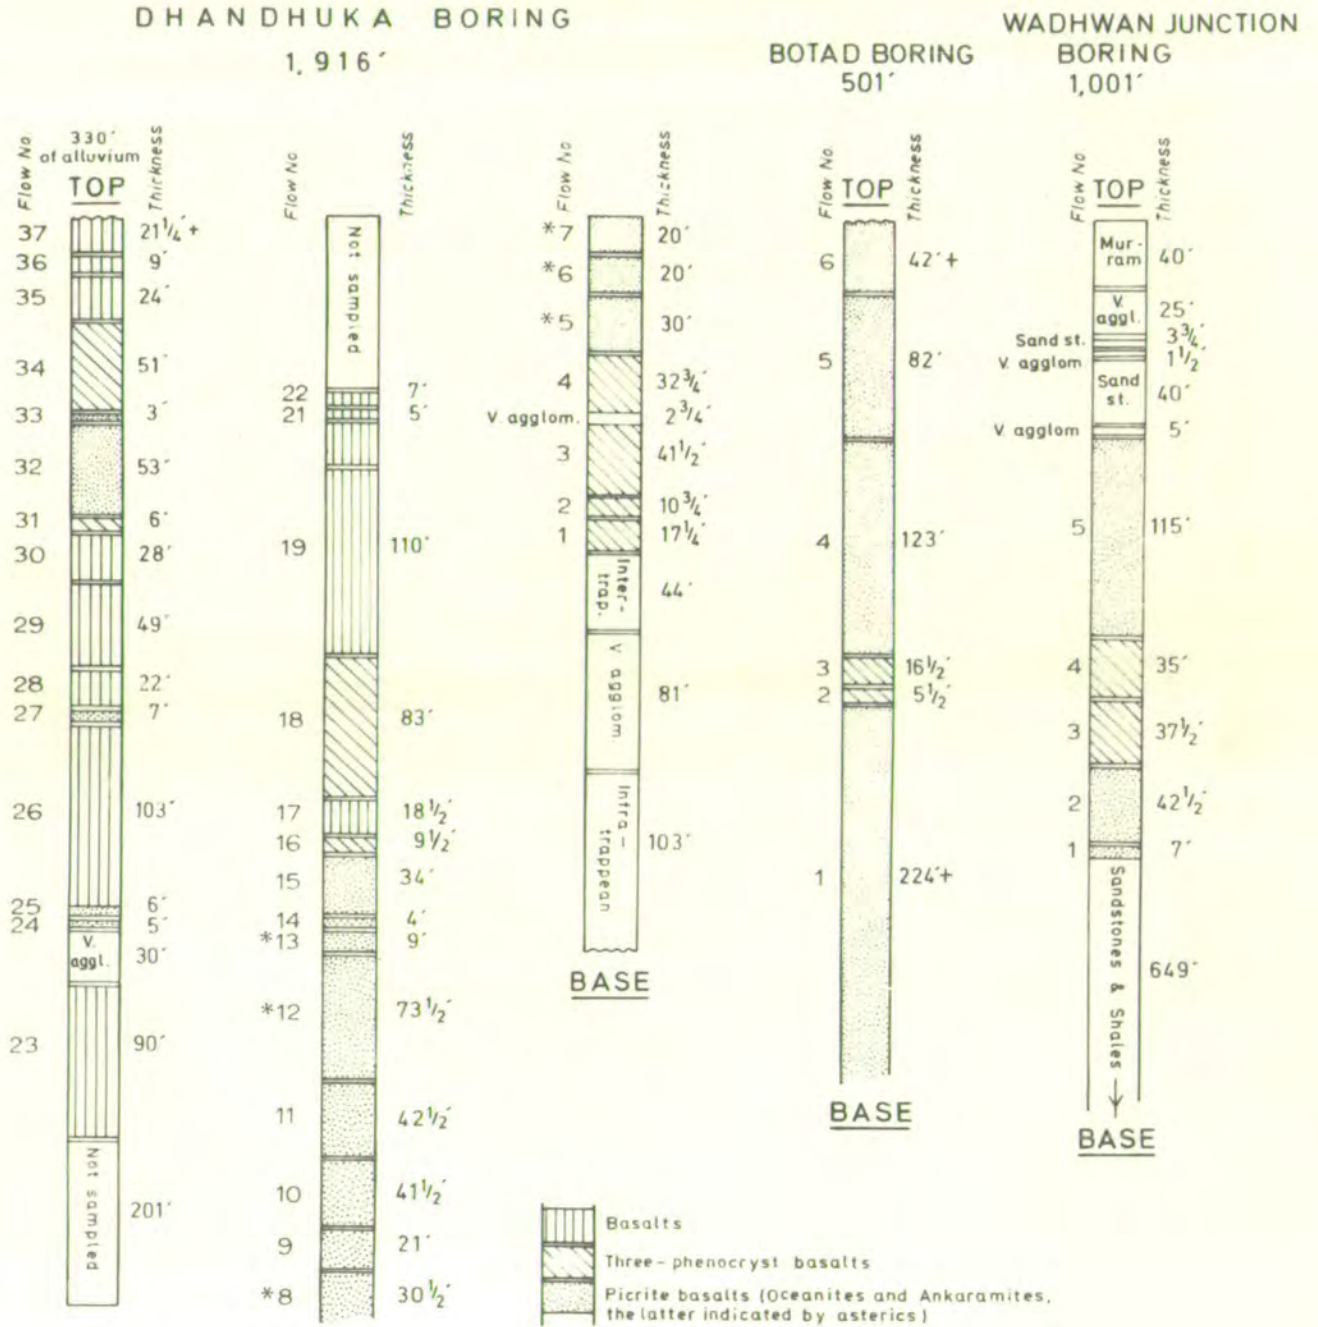 DHANDHUKA BORING
1,916´
BOTAD BORING
501´
WADHWAN JUNCTION
BORING
1,001´
Flow No.
330´
of alluvium
TOP
Thickness
37 21¼´+
36 9´
35 24´
34 51´
33 3´
32 53´
31 6´
30 28´
29 49´
28 22´
27 7´
26 103´
25 6´
24 5´
V.
aggl. 30´
23 90´
Not sampled 201´
Flow No
Thickness
Not sampled
22 7´
21 5´
19 110´
18 83´
17 18½´
16 9½´
15 34´
14 4´
*13 9´
*12 73½´
11 42½´
10 41½´
9 21´
*8 30½´
Flow No
Thickness
*7 20´
*6 20´
*5 30´
4 32¾´
V. agglom. 2¾´
3 41½´
2 10¾´
1 17¼´
Inter-
trap. 44´
V agglom. 81´
Infra-
trappean 103´
BASE
Flow No.
TOP
Thickness
6 42´+
5 82´
4 123´
3 16½´
2 5½´
1 224´+
BASE
Flow No
TOP
Thickness
Mur-
ram 40´
V.
aggl. 25´
Sand st. 3¾´
V. agglom 1½´
Sand
st. 40´
V. agglom 5´
5 115´
4 35´
3 37½´
2 42½´
1 7´
Sandstones & Shales 649´
BASE
Basalts
Three-phenocryst basalts
Picrite basalts (Oceanites and Ankaramites,
the latter indicated by asterics)